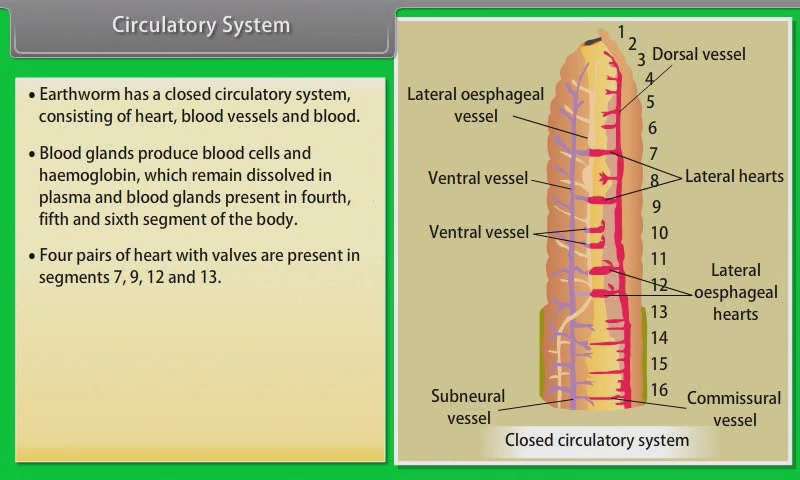 Circulatory System
• Earthworm has a closed circulatory system,
consisting of heart, blood vessels and blood.
• Blood glands produce blood cells and
haemoglobin, which remain dissolved in
plasma and blood glands present in fourth,
fifth and sixth segment of the body.
• Four pairs of heart with valves are present in
segments 7, 9, 12 and 13.
1
2
3
Dorsal vessel
4
Lateral oesphageal
vessel
5
6
7
Ventral vessel
8
Lateral hearts
9
Ventral vessel
10
11
Lateral
oesphageal
hearts
12
13
14
15
16
Subneural
vessel
Commissural
vessel
Closed circulatory system